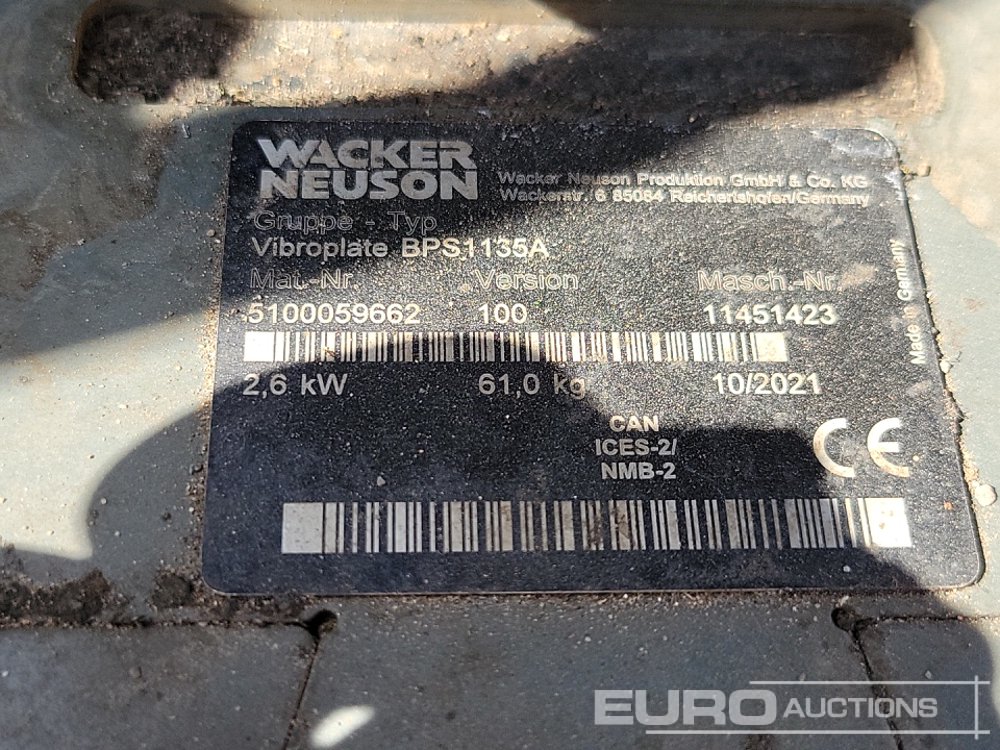 WACKER
NEUSON
Wacker Neuson Produktion GmbH & Co. KG
Wackerstr. 6 85084 Reichertshofen/Germany
Gruppe - Typ
Vibroplate BPS1135A
Mat.-Nr. Version Masch.-Nr.
5100059662 100 11451423
2,6 kW 61,0 kg 10/2021
Made in Germany
CAN
ICES-2/
NMB-2
CE
EURO AUCTIONS